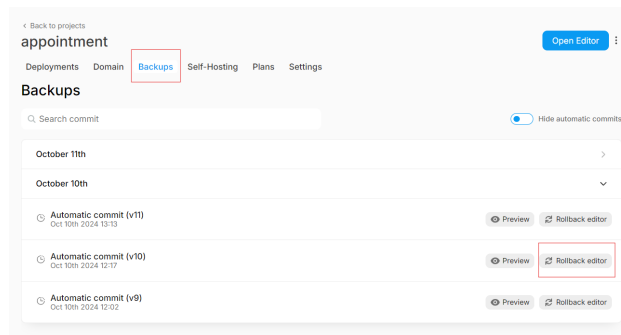 < Back to projects
appointment
Open Editor
Deployments Domain Backups Self-Hosting Plans Settings
Backups
Search commit
Hide automatic commits
October 11th
October 10th
Automatic commit (v11)
Oct 10th 2024 13:13
Preview Rollback editor
Automatic commit (v10)
Oct 10th 2024 12:17
Preview Rollback editor
Automatic commit (v9)
Oct 10th 2024 12:02
Preview Rollback editor